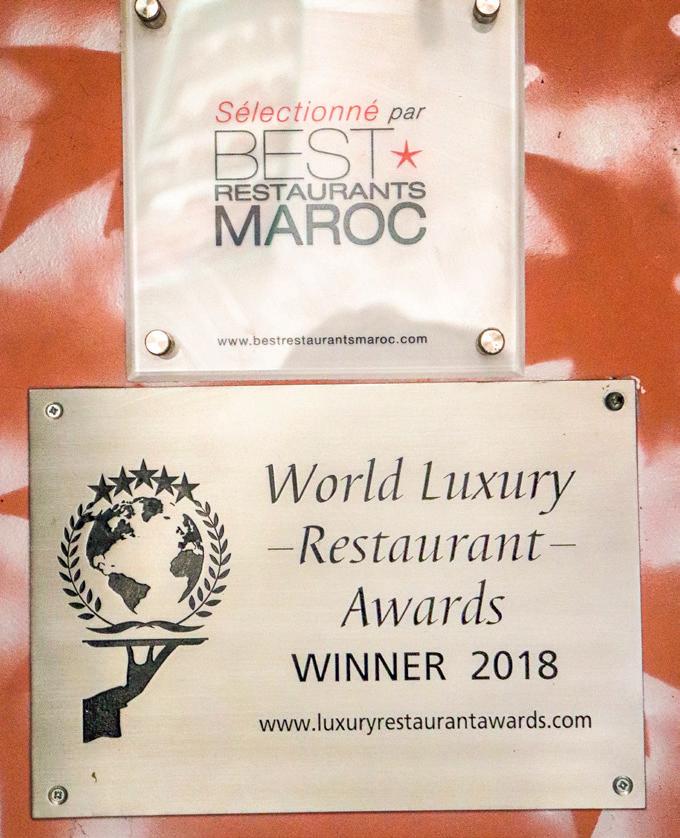 Sélectionné par
BEST
RESTAURANTS
MAROC
www.bestrestaurantsmaroc.com
World Luxury
–Restaurant–
Awards
WINNER 2018
www.luxuryrestaurantawards.com